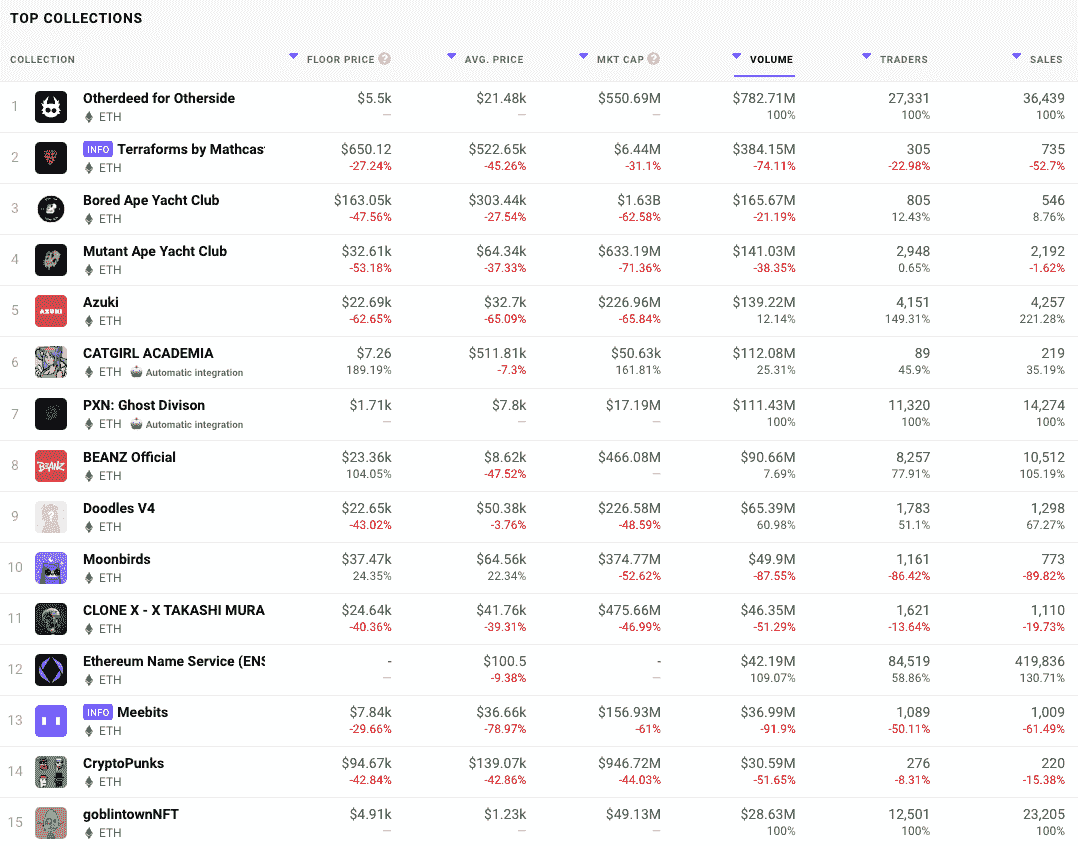 TOP COLLECTIONS
COLLECTION FLOOR PRICE ? AVG. PRICE MKT CAP ? VOLUME TRADERS SALES
1 Otherdeed for Otherside $5.5k $21.48k $550.69M $782.71M 27,331 36,439
ETH — — — 100% 100% 100%
2 INFO Terraforms by Mathcas $650.12 $522.65k $6.44M $384.15M 305 735
ETH -27.24% -45.26% -31.1% -74.11% -22.98% -52.7%
3 Bored Ape Yacht Club $163.05k $303.44k $1.63B $165.67M 805 546
ETH -47.56% -27.54% -62.58% -21.19% 12.43% 8.76%
4 Mutant Ape Yacht Club $32.61k $64.34k $633.19M $141.03M 2,948 2,192
ETH -53.18% -37.33% -71.36% -38.35% 0.65% -1.62%
5 AZUKI Azuki $22.69k $32.7k $226.96M $139.22M 4,151 4,257
ETH -62.65% -65.09% -65.84% 12.14% 149.31% 221.28%
6 CATGIRL ACADEMIA $7.26 $511.81k $50.63k $112.08M 89 219
ETH Automatic integration 189.19% -7.3% 161.81% 25.31% 45.9% 35.19%
7 PXN: Ghost Divison $1.71k $7.8k $17.19M $111.43M 11,320 14,274
ETH Automatic integration — — — 100% 100% 100%
8 BEANZ BEANZ Official $23.36k $8.62k $466.08M $90.66M 8,257 10,512
ETH 104.05% -47.52% — 7.69% 77.91% 105.19%
9 Doodles V4 $22.65k $50.38k $226.58M $65.39M 1,783 1,298
ETH -43.02% -3.76% -48.59% 60.98% 51.1% 67.27%
10 Moonbirds $37.47k $64.56k $374.77M $49.9M 1,161 773
ETH 24.35% 22.34% -52.62% -87.55% -86.42% -89.82%
11 CLONE X - X TAKASHI MURA $24.64k $41.76k $475.66M $46.35M 1,621 1,110
ETH -40.36% -39.31% -46.99% -51.29% -13.64% -19.73%
12 Ethereum Name Service (ENS - $100.5 - $42.19M 84,519 419,836
ETH — -9.38% — 109.07% 58.86% 130.71%
13 INFO Meebits $7.84k $36.66k $156.93M $36.99M 1,089 1,009
ETH -29.66% -78.97% -61% -91.9% -50.11% -61.49%
14 CryptoPunks $94.67k $139.07k $946.72M $30.59M 276 220
ETH -42.84% -42.86% -44.03% -51.65% -8.31% -15.38%
15 goblintownNFT $4.91k $1.23k $49.13M $28.63M 12,501 23,205
ETH — — — 100% 100% 100%